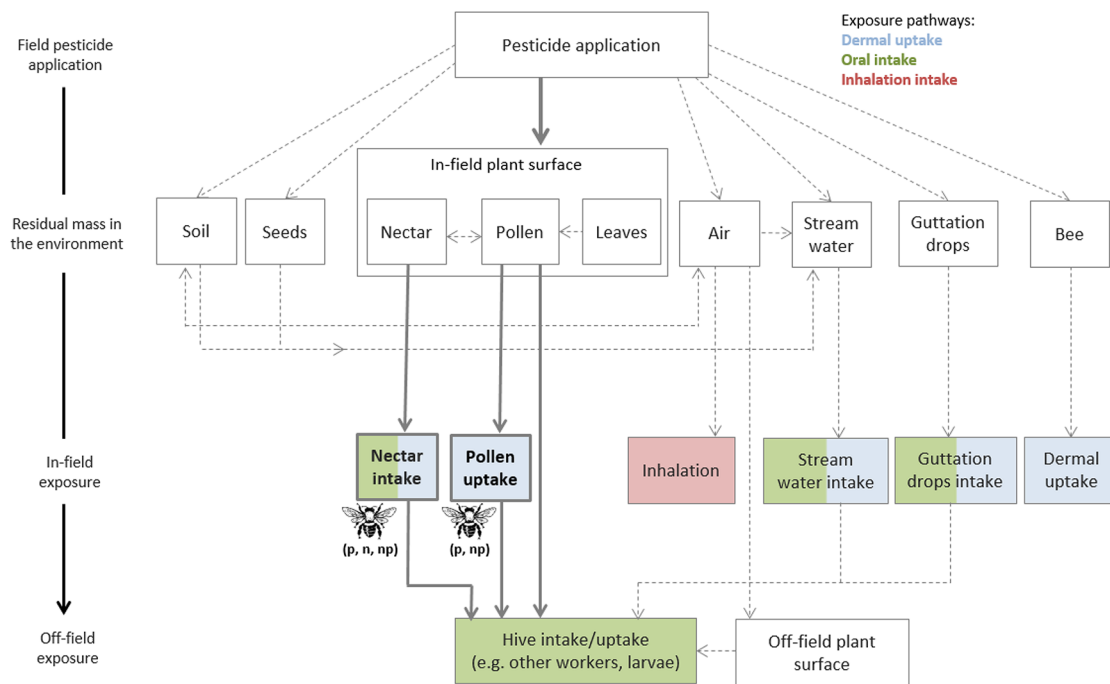 Field pesticide
application
Pesticide application
Exposure pathways:
Dermal uptake
Oral intake
Inhalation intake
Residual mass in
the environment
In-field plant surface
Soil
Seeds
Nectar
Pollen
Leaves
Air
Stream
water
Guttation
drops
Bee
In-field
exposure
Nectar
intake
Pollen
uptake
Inhalation
Stream
water intake
Guttation
drops intake
Dermal
uptake
(p, n, np)
(p, np)
Off-field
exposure
Hive intake/uptake
(e.g. other workers, larvae)
Off-field plant
surface